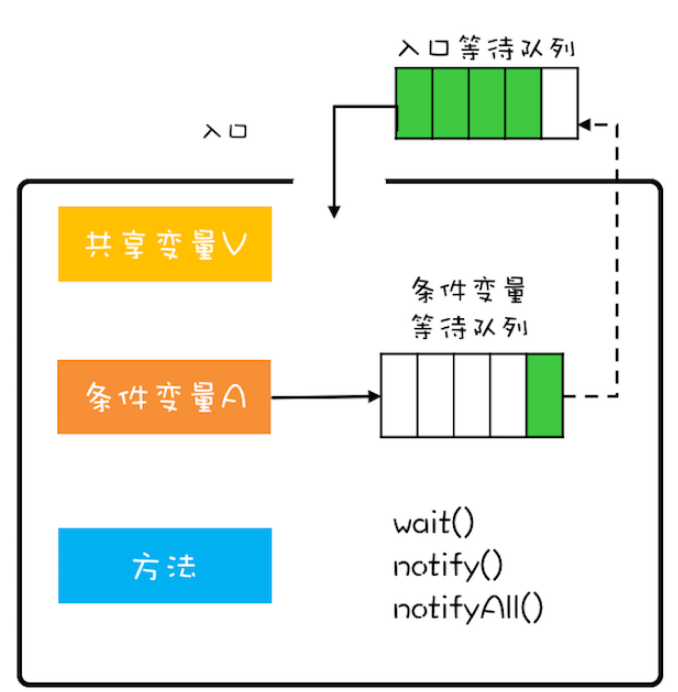 入口等待队列
入口
共享变量V
条件变量
等待队列
条件变量A
方法
wait()
notify()
notifyAll()